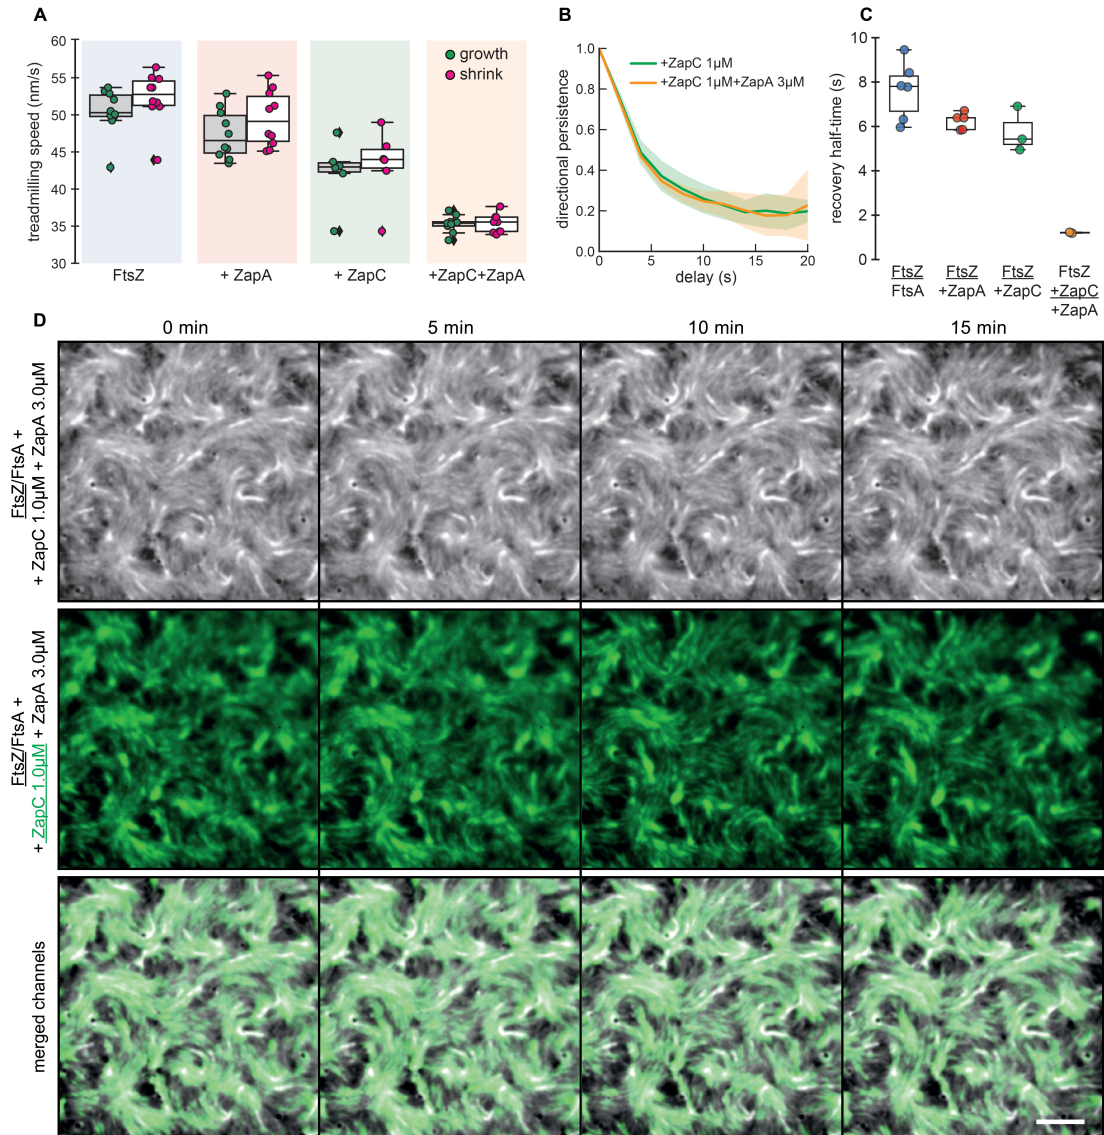 A
treadmilling speed (nm/s)
60
55
50
45
40
35
30
growth
shrink
FtsZ
+ ZapA
+ ZapC
+ZapC+ZapA
B
directional persistence
1.0
0.8
0.6
0.4
0.2
0.0
+ZapC 1µM
+ZapC 1µM+ZapA 3µM
0
5
10
15
20
delay (s)
C
recovery half-time (s)
10
8
6
4
2
0
FtsZ
FtsA
FtsZ
+ZapA
FtsZ
+ZapC
FtsZ
+ZapC
+ZapA
D
0 min
5 min
10 min
15 min
FtsZ/FtsA +
+ ZapC 1.0µM + ZapA 3.0µM
FtsZ/FtsA +
+ ZapC 1.0µM + ZapA 3.0µM
merged channels